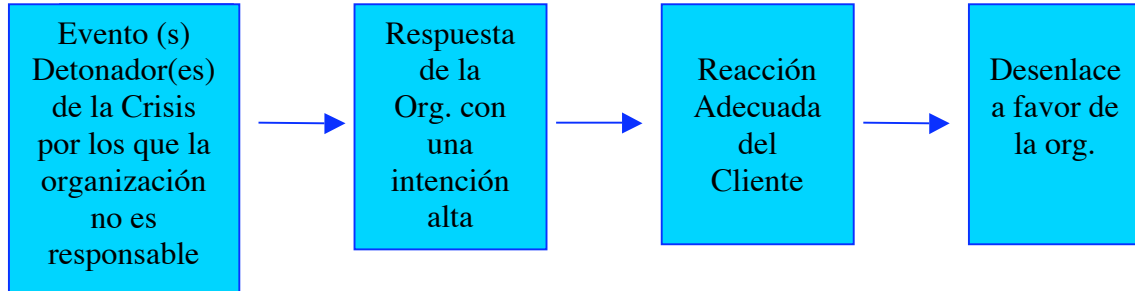 Evento (s)
Detonador(es)
de la Crisis
por los que la
organización
no es
responsable
Respuesta
de la
Org. con
una
intención
alta
Reacción
Adecuada
del
Cliente
Desenlace
a favor de
la org.